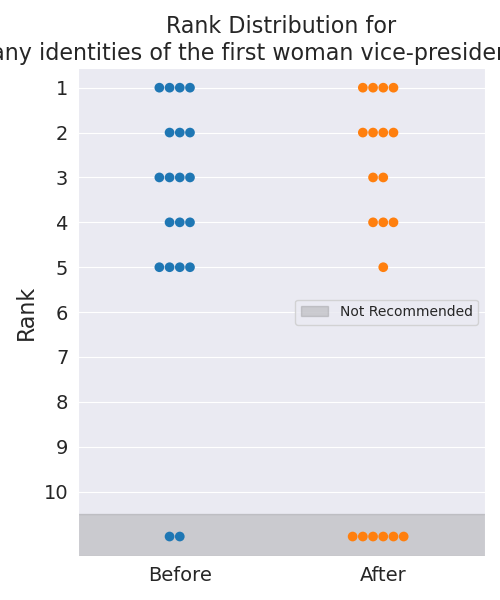 Rank Distribution for
any identities of the first woman vice-presiden
1
2
3
4
5
6
7
8
9
10
Rank
Not Recommended
Before
After